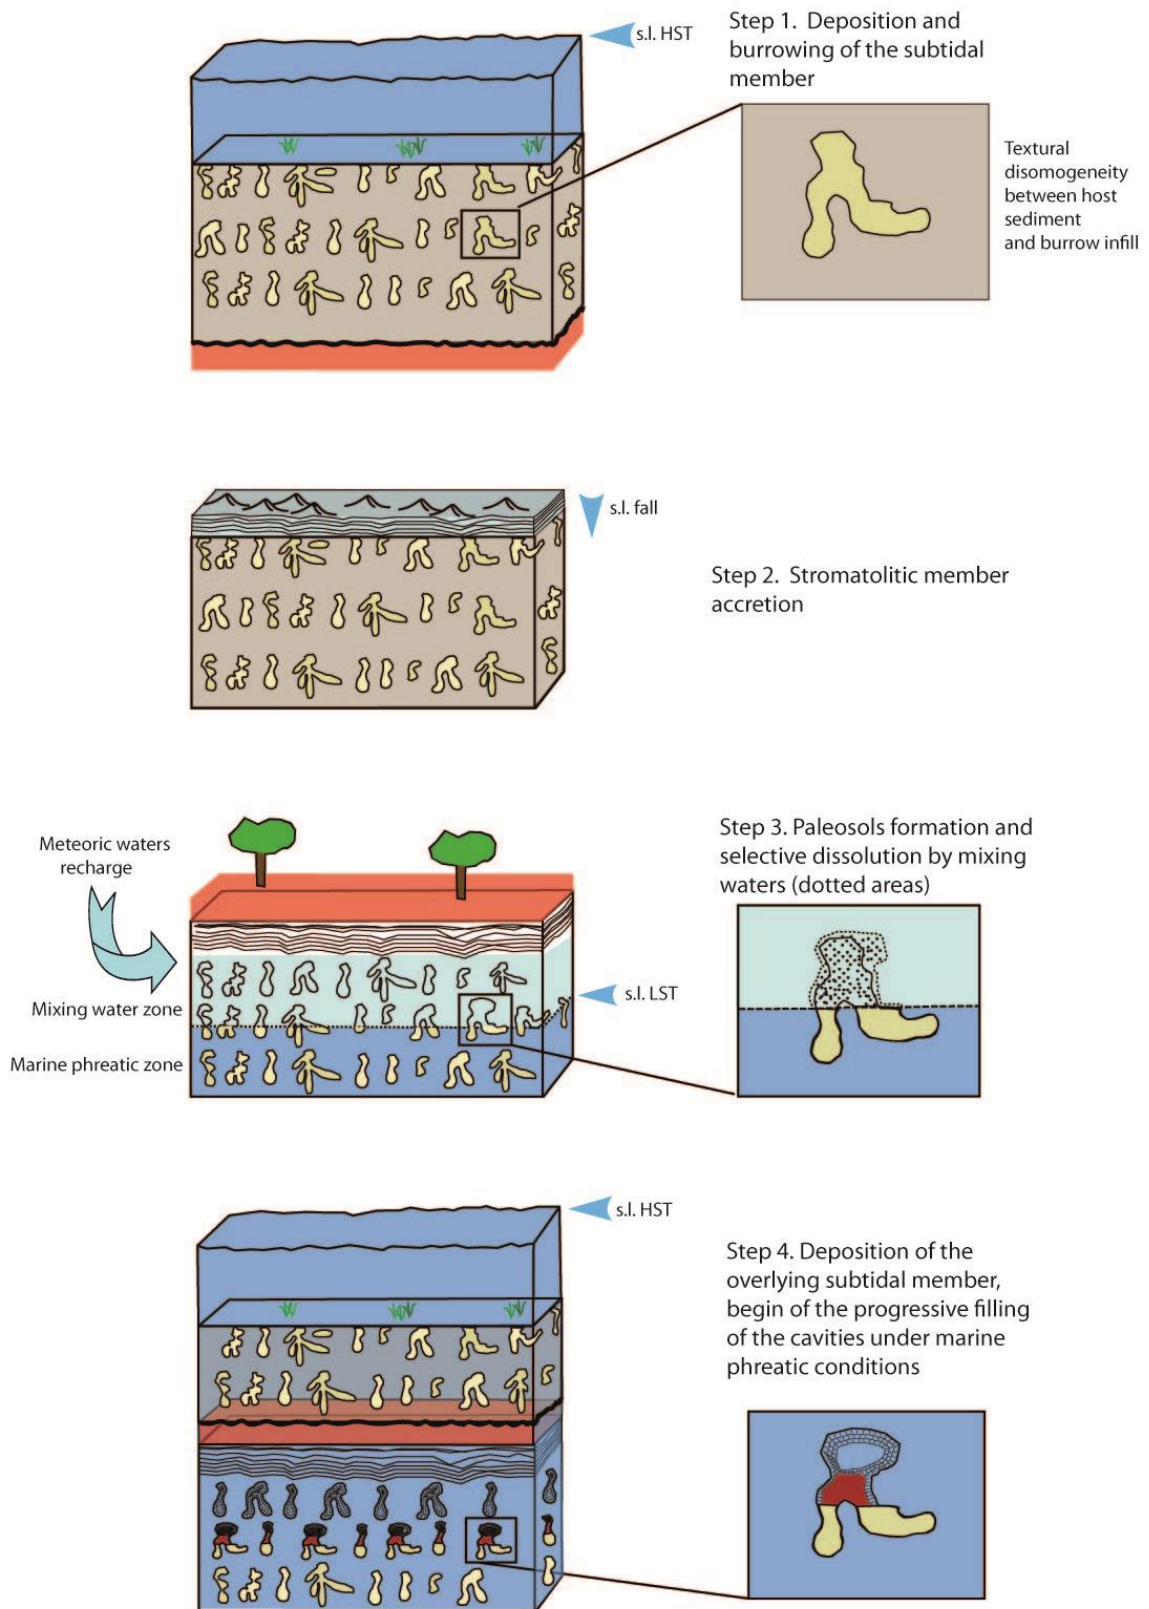 s.l. HST
Step 1. Deposition and
burrowing of the subtidal
member
Textural
disomogeneity
between host
sediment
and burrow infill
s.l. fall
Step 2. Stromatolitic member
accretion
Meteoric waters
recharge
Mixing water zone
Marine phreatic zone
s.l. LST
Step 3. Paleosols formation and
selective dissolution by mixing
waters (dotted areas)
s.l. HST
Step 4. Deposition of the
overlying subtidal member,
begin of the progressive filling
of the cavities under marine
phreatic conditions